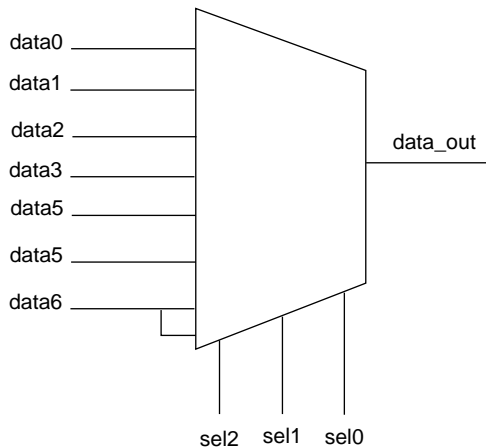 data0
data1
data2
data3
data5
data5
data6
data_out
sel2
sel1
sel0